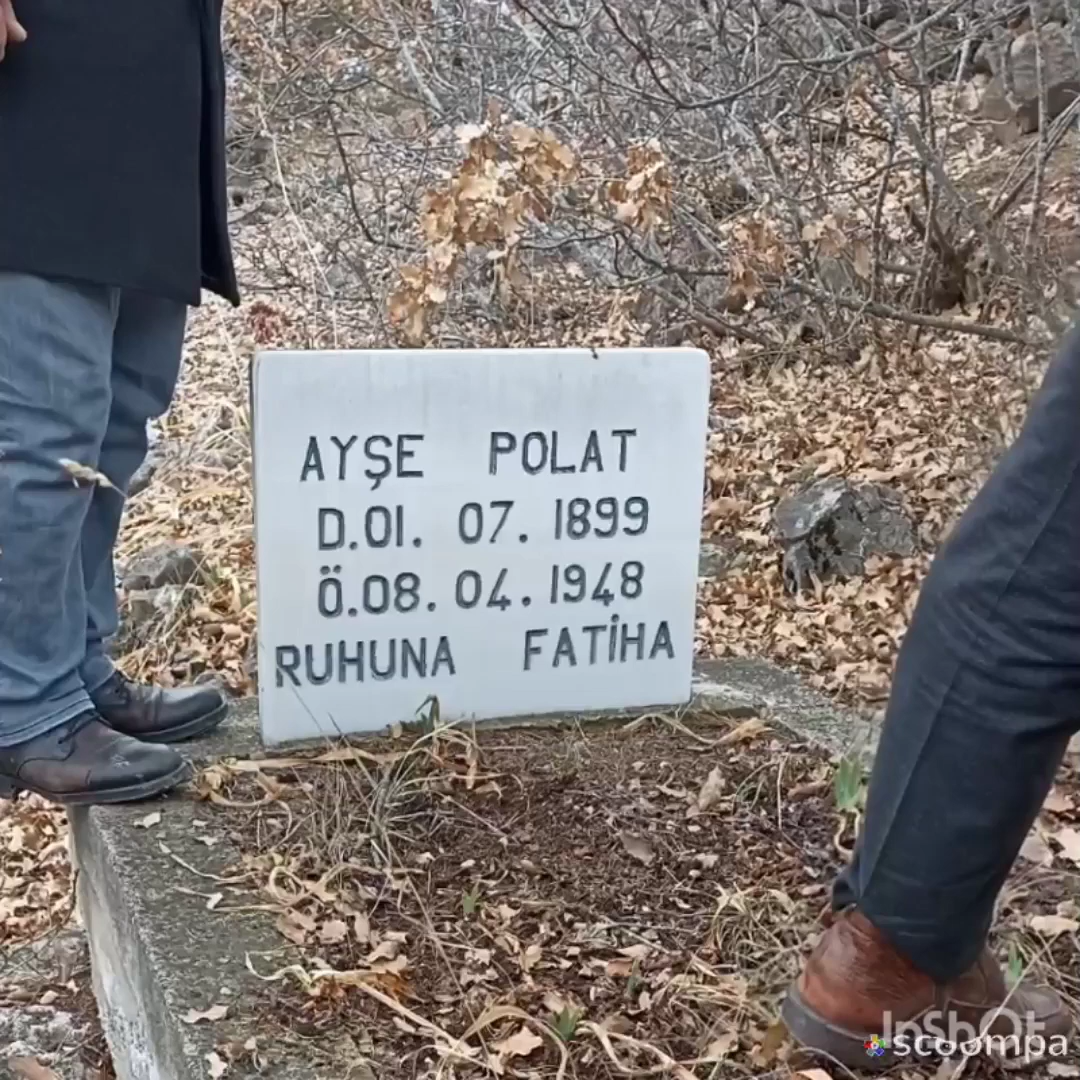 AYŞE POLAT
D.01. 07. 1899
Ö.08. 04. 1948
RUHUNA FATİHA
InShOt
scoompa